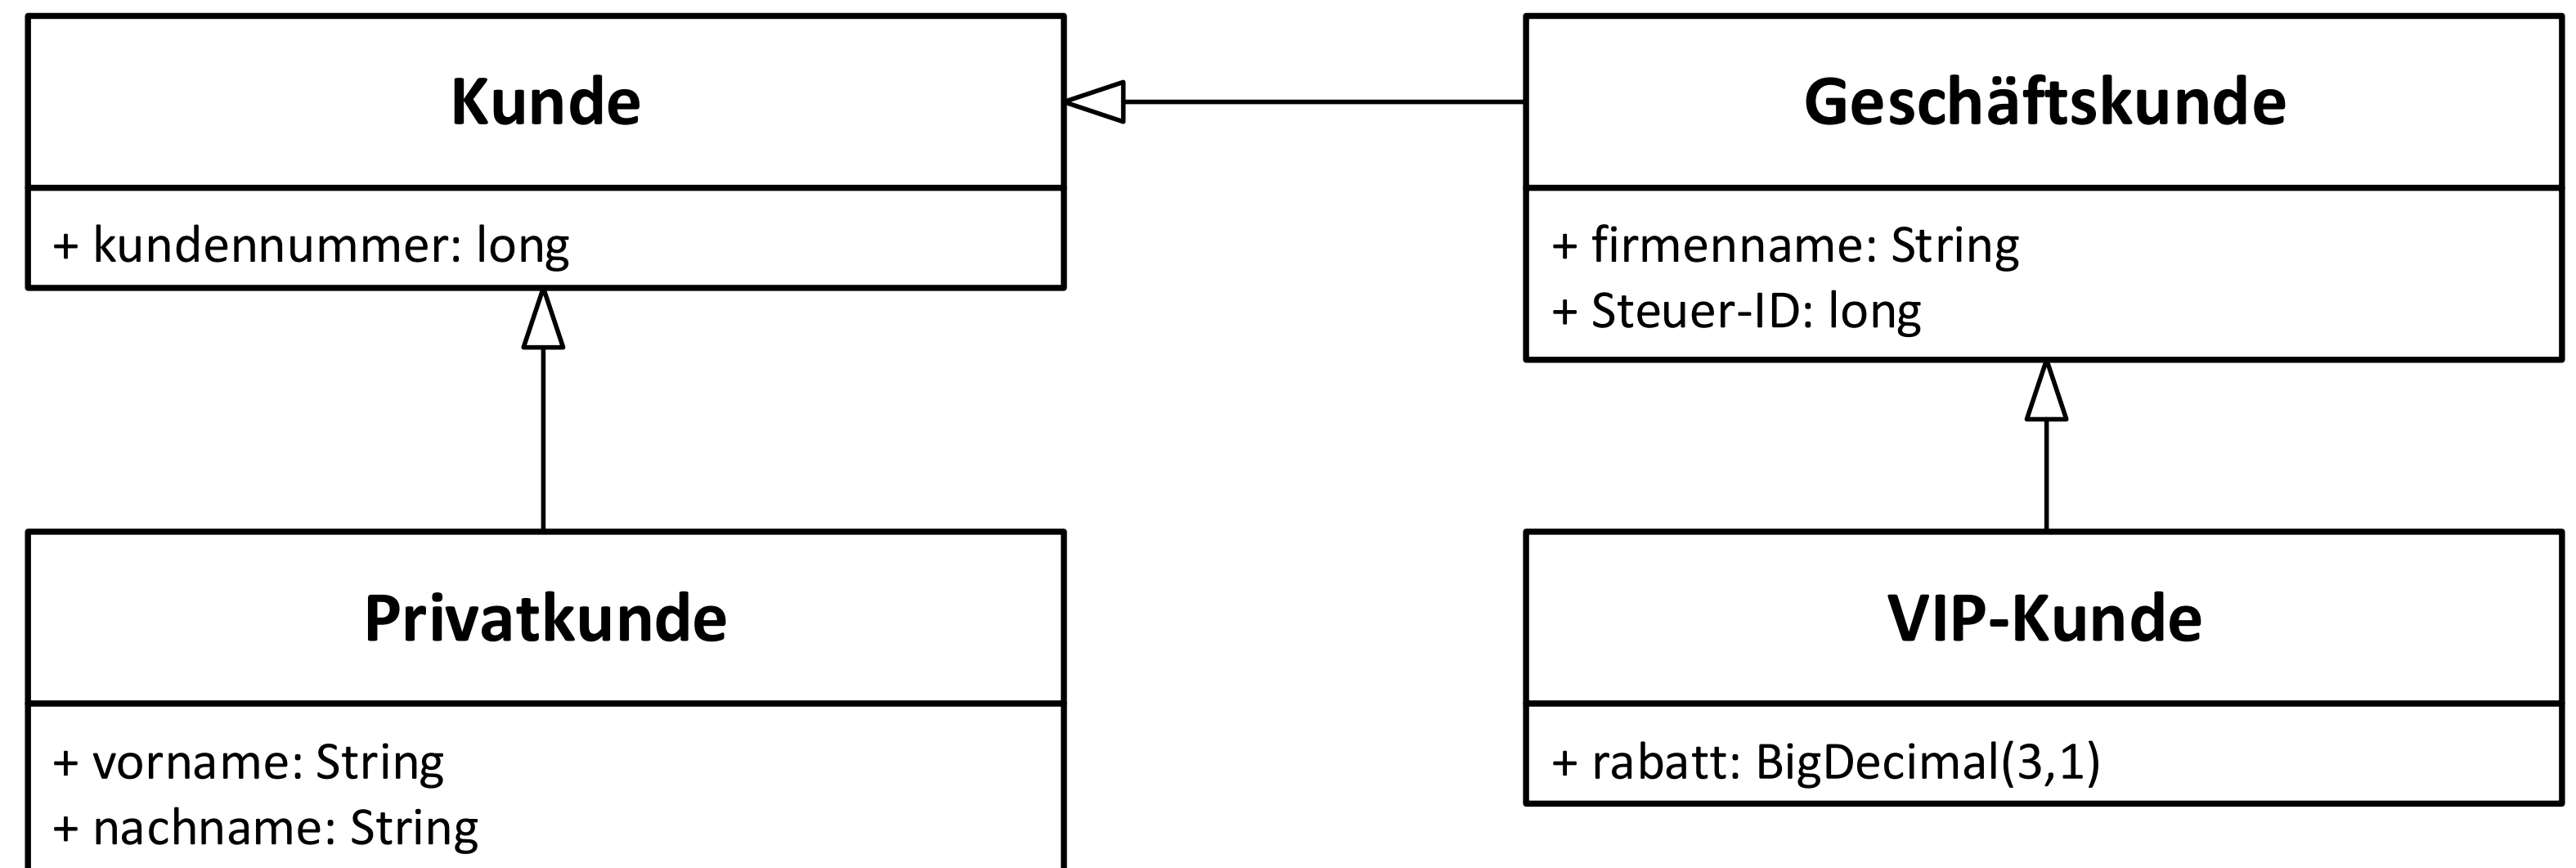 Kunde
+ kundennummer: long
Geschäftskunde
+ firmenname: String
+ Steuer-ID: long
Privatkunde
+ vorname: String
+ nachname: String
VIP-Kunde
+ rabatt: BigDecimal(3,1)